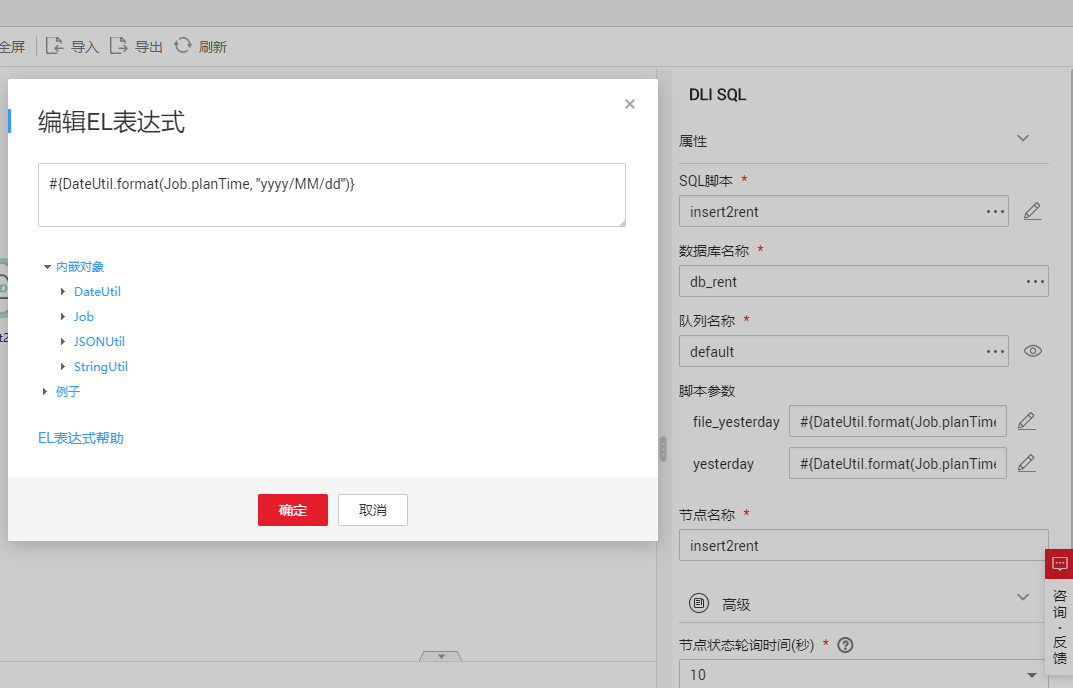 全屏 导入 导出 刷新
编辑EL表达式
×
#{DateUtil.format(Job.planTime, "yyyy/MM/dd")}
内嵌对象
DateUtil
Job
JSONUtil
StringUtil
例子
EL表达式帮助
确定 取消
DLI SQL
属性
SQL脚本 *
insert2rent ···
数据库名称 *
db_rent ···
队列名称 *
default ···
脚本参数
file_yesterday #{DateUtil.format(Job.planTime
yesterday #{DateUtil.format(Job.planTime
节点名称 *
insert2rent
高级
节点状态轮询时间(秒) * ?
10
咨询·反馈